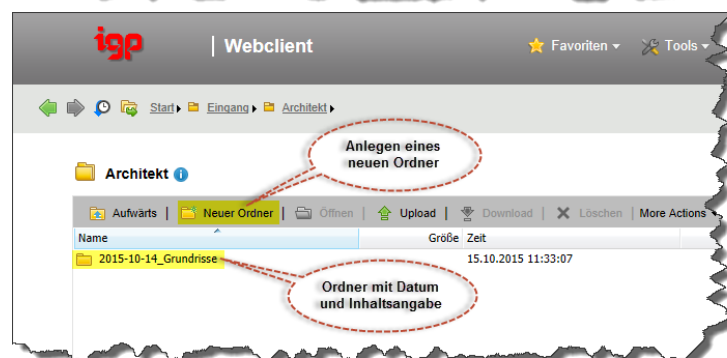 igp | Webclient Favoriten Tools
Start Eingang Architekt
Anlegen eines
neuen Ordner
Architekt
Aufwärts | Neuer Ordner | Öffnen | Upload | Download | Löschen | More Actions
Name Größe Zeit
2015-10-14_Grundrisse 15.10.2015 11:33:07
Ordner mit Datum
und Inhaltsangabe